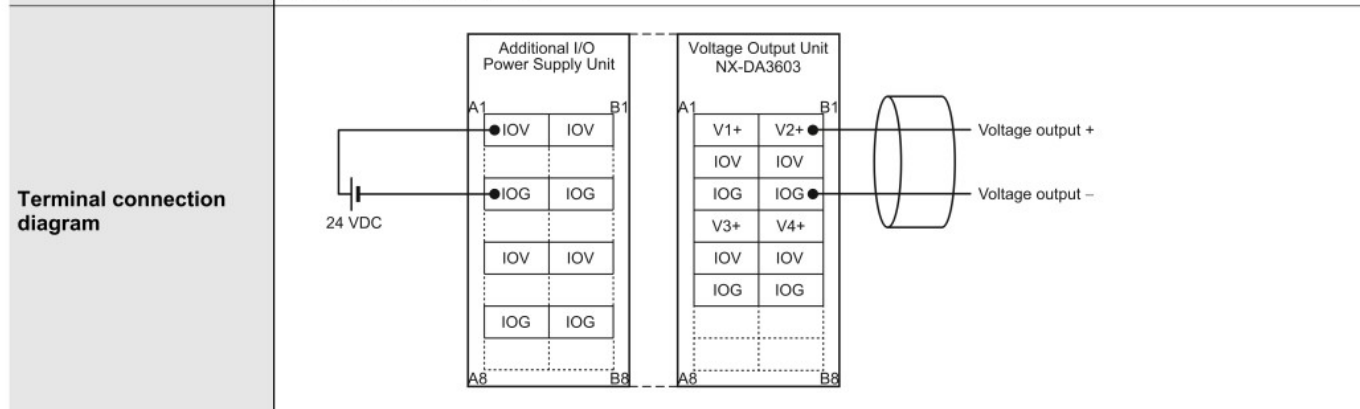 Terminal connection
diagram
Additional I/O
Power Supply Unit
A1
B1
IOV
IOV
IOG
IOG
IOV
IOV
IOG
IOG
A8
B8
24 VDC
Voltage Output Unit
NX-DA3603
A1
B1
V1+
V2+
IOV
IOV
IOG
IOG
V3+
V4+
IOV
IOV
IOG
IOG
A8
B8
Voltage output +
Voltage output –